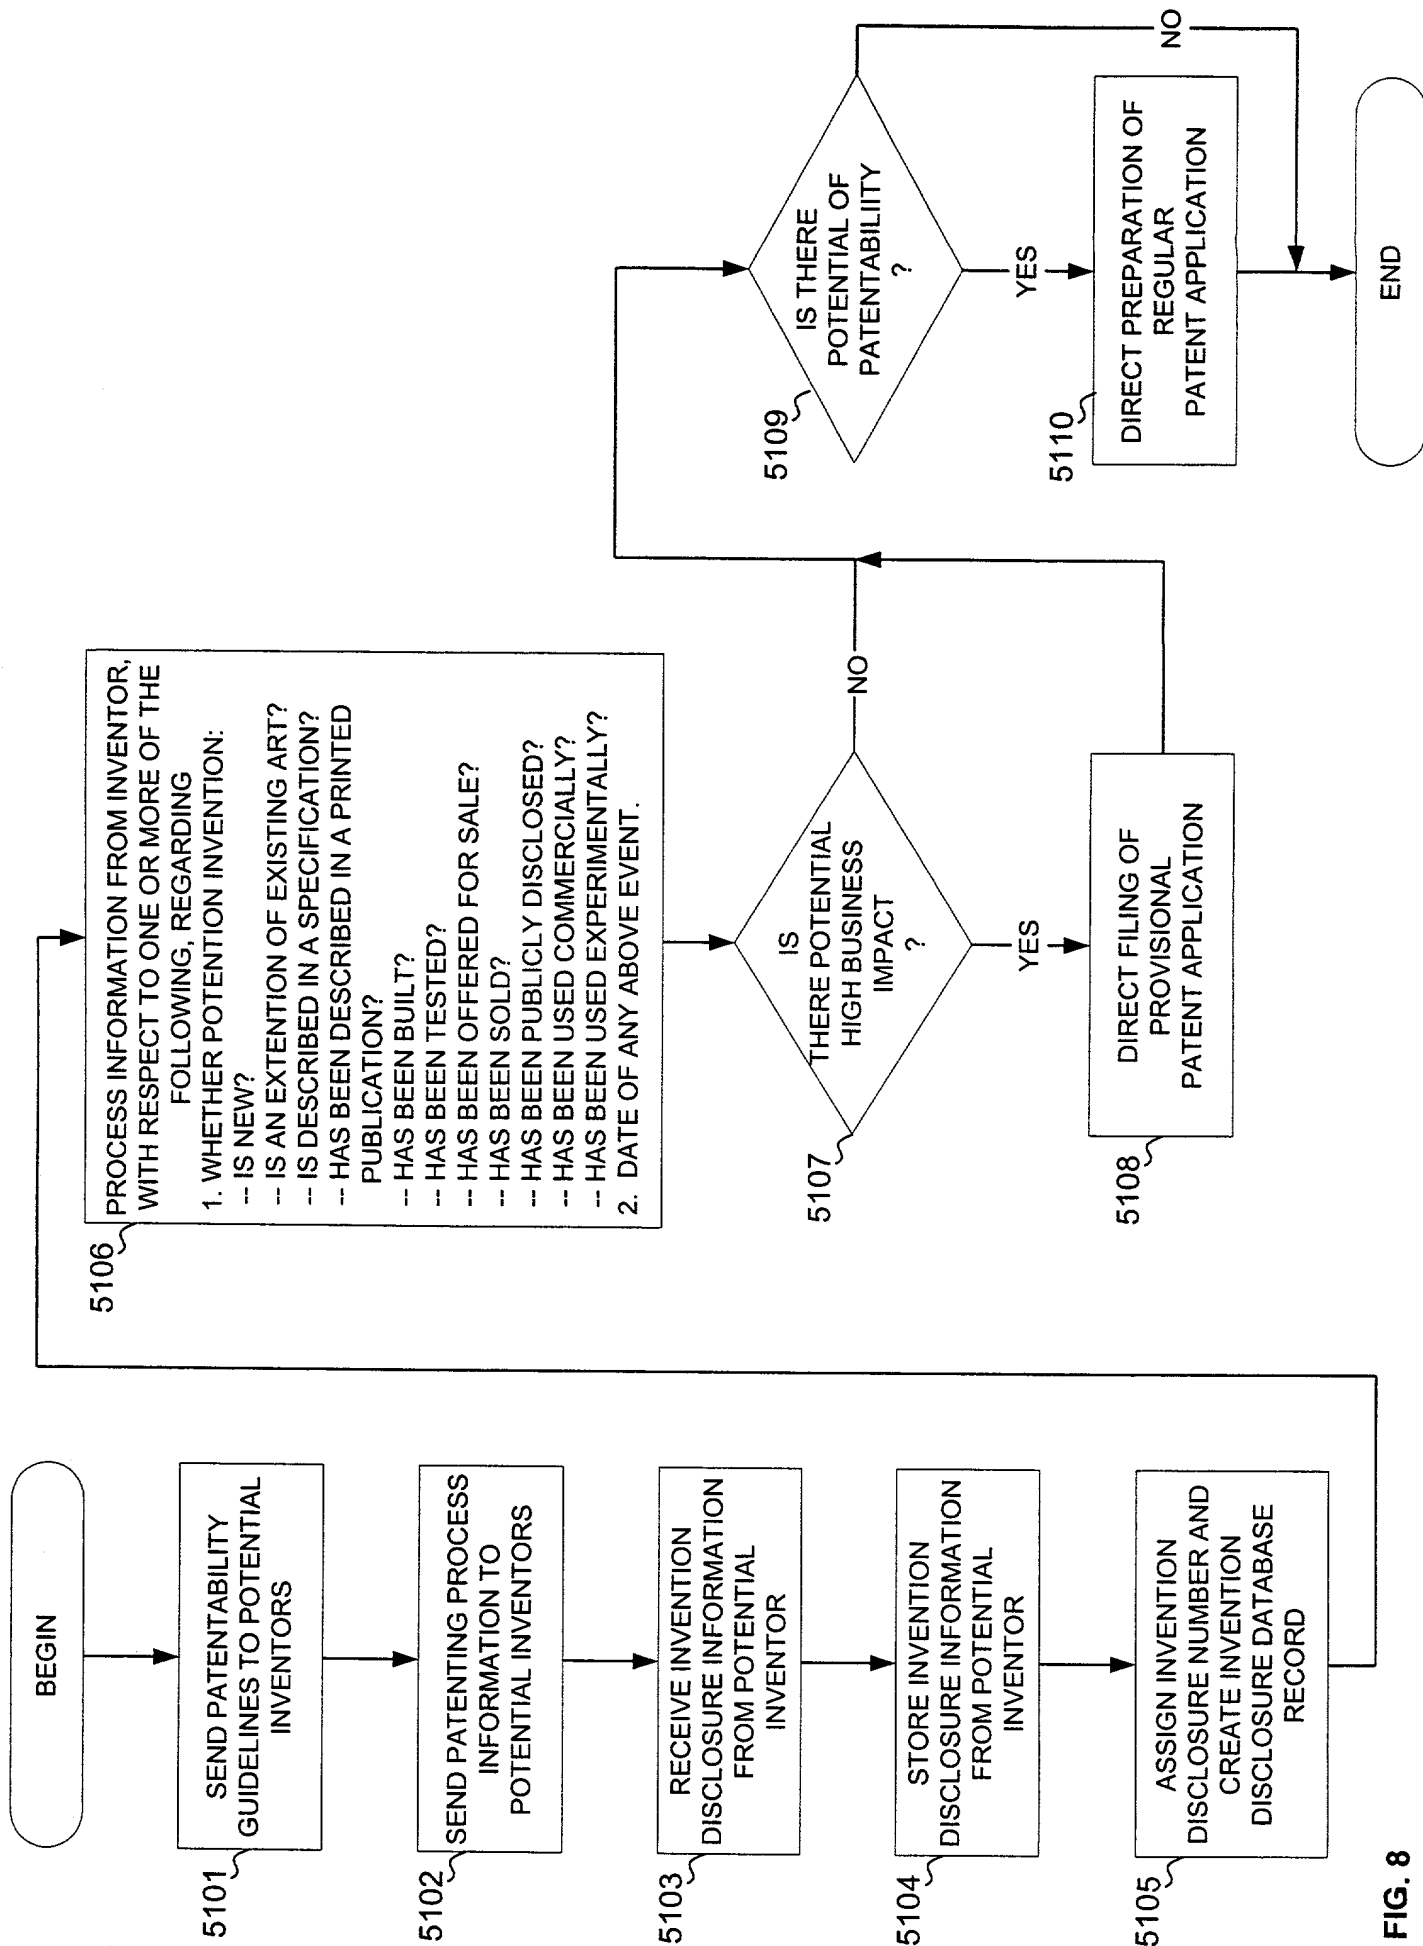 BEGIN
SEND PATENTABILITY
GUIDELINES TO POTENTIAL
INVENTORS
5101
SEND PATENTING PROCESS
INFORMATION TO
POTENTIAL INVENTORS
5102
RECEIVE INVENTION
DISCLOSURE INFORMATION
FROM POTENTIAL
INVENTOR
5103
STORE INVENTION
DISCLOSURE INFORMATION
FROM POTENTIAL
INVENTOR
5104
ASSIGN INVENTION
DISCLOSURE NUMBER AND
CREATE INVENTION
DISCLOSURE DATABASE
RECORD
5105
PROCESS INFORMATION FROM INVENTOR,
WITH RESPECT TO ONE OR MORE OF THE
FOLLOWING, REGARDING
1. WHETHER POTENTION INVENTION:
-- IS NEW?
-- IS AN EXTENTION OF EXISTING ART?
-- IS DESCRIBED IN A SPECIFICATION?
-- HAS BEEN DESCRIBED IN A PRINTED
PUBLICATION?
-- HAS BEEN BUILT?
-- HAS BEEN TESTED?
-- HAS BEEN OFFERED FOR SALE?
-- HAS BEEN SOLD?
-- HAS BEEN PUBLICLY DISCLOSED?
-- HAS BEEN USED COMMERCIALLY?
-- HAS BEEN USED EXPERIMENTALLY?
2. DATE OF ANY ABOVE EVENT.
5106
IS
THERE POTENTIAL
HIGH BUSINESS
IMPACT
?
5107
NO
YES
DIRECT FILING OF
PROVISIONAL
PATENT APPLICATION
5108
IS THERE
POTENTIAL OF
PATENTABILIITY
?
5109
NO
YES
DIRECT PREPARATION OF
REGULAR
PATENT APPLICATION
5110
END
FIG. 8